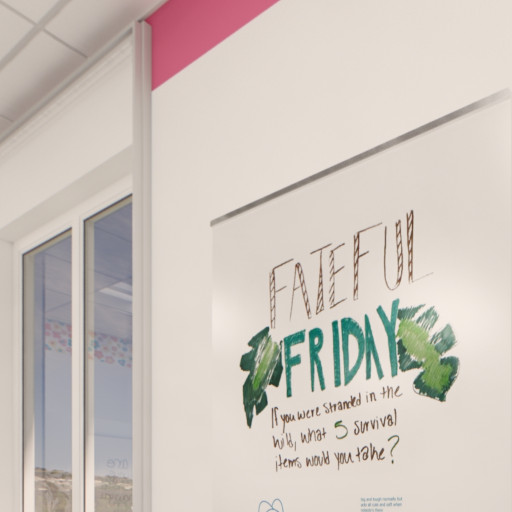 FATEFUL
FRIDAY
If you were stranded in the
wild, what 5 survival
items would you take?